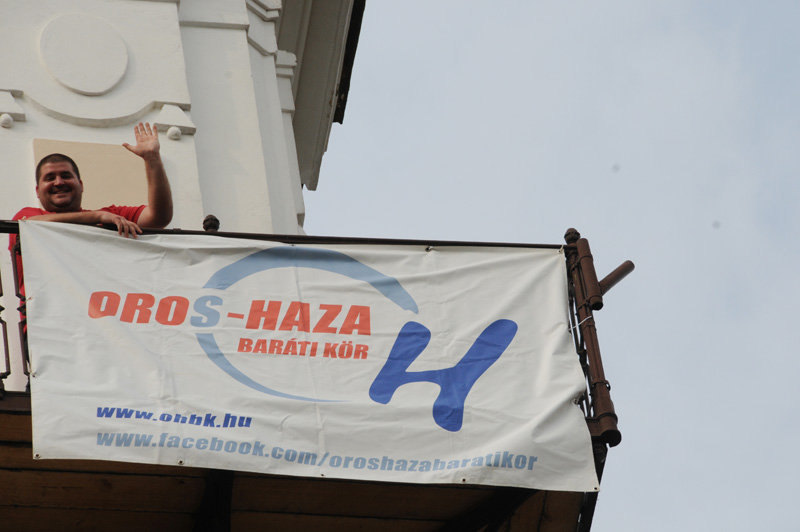 OROS-HAZA
BARÁTI KÖR
H
www.ohbk.hu
www.facebook.com/oroshazabaratikor